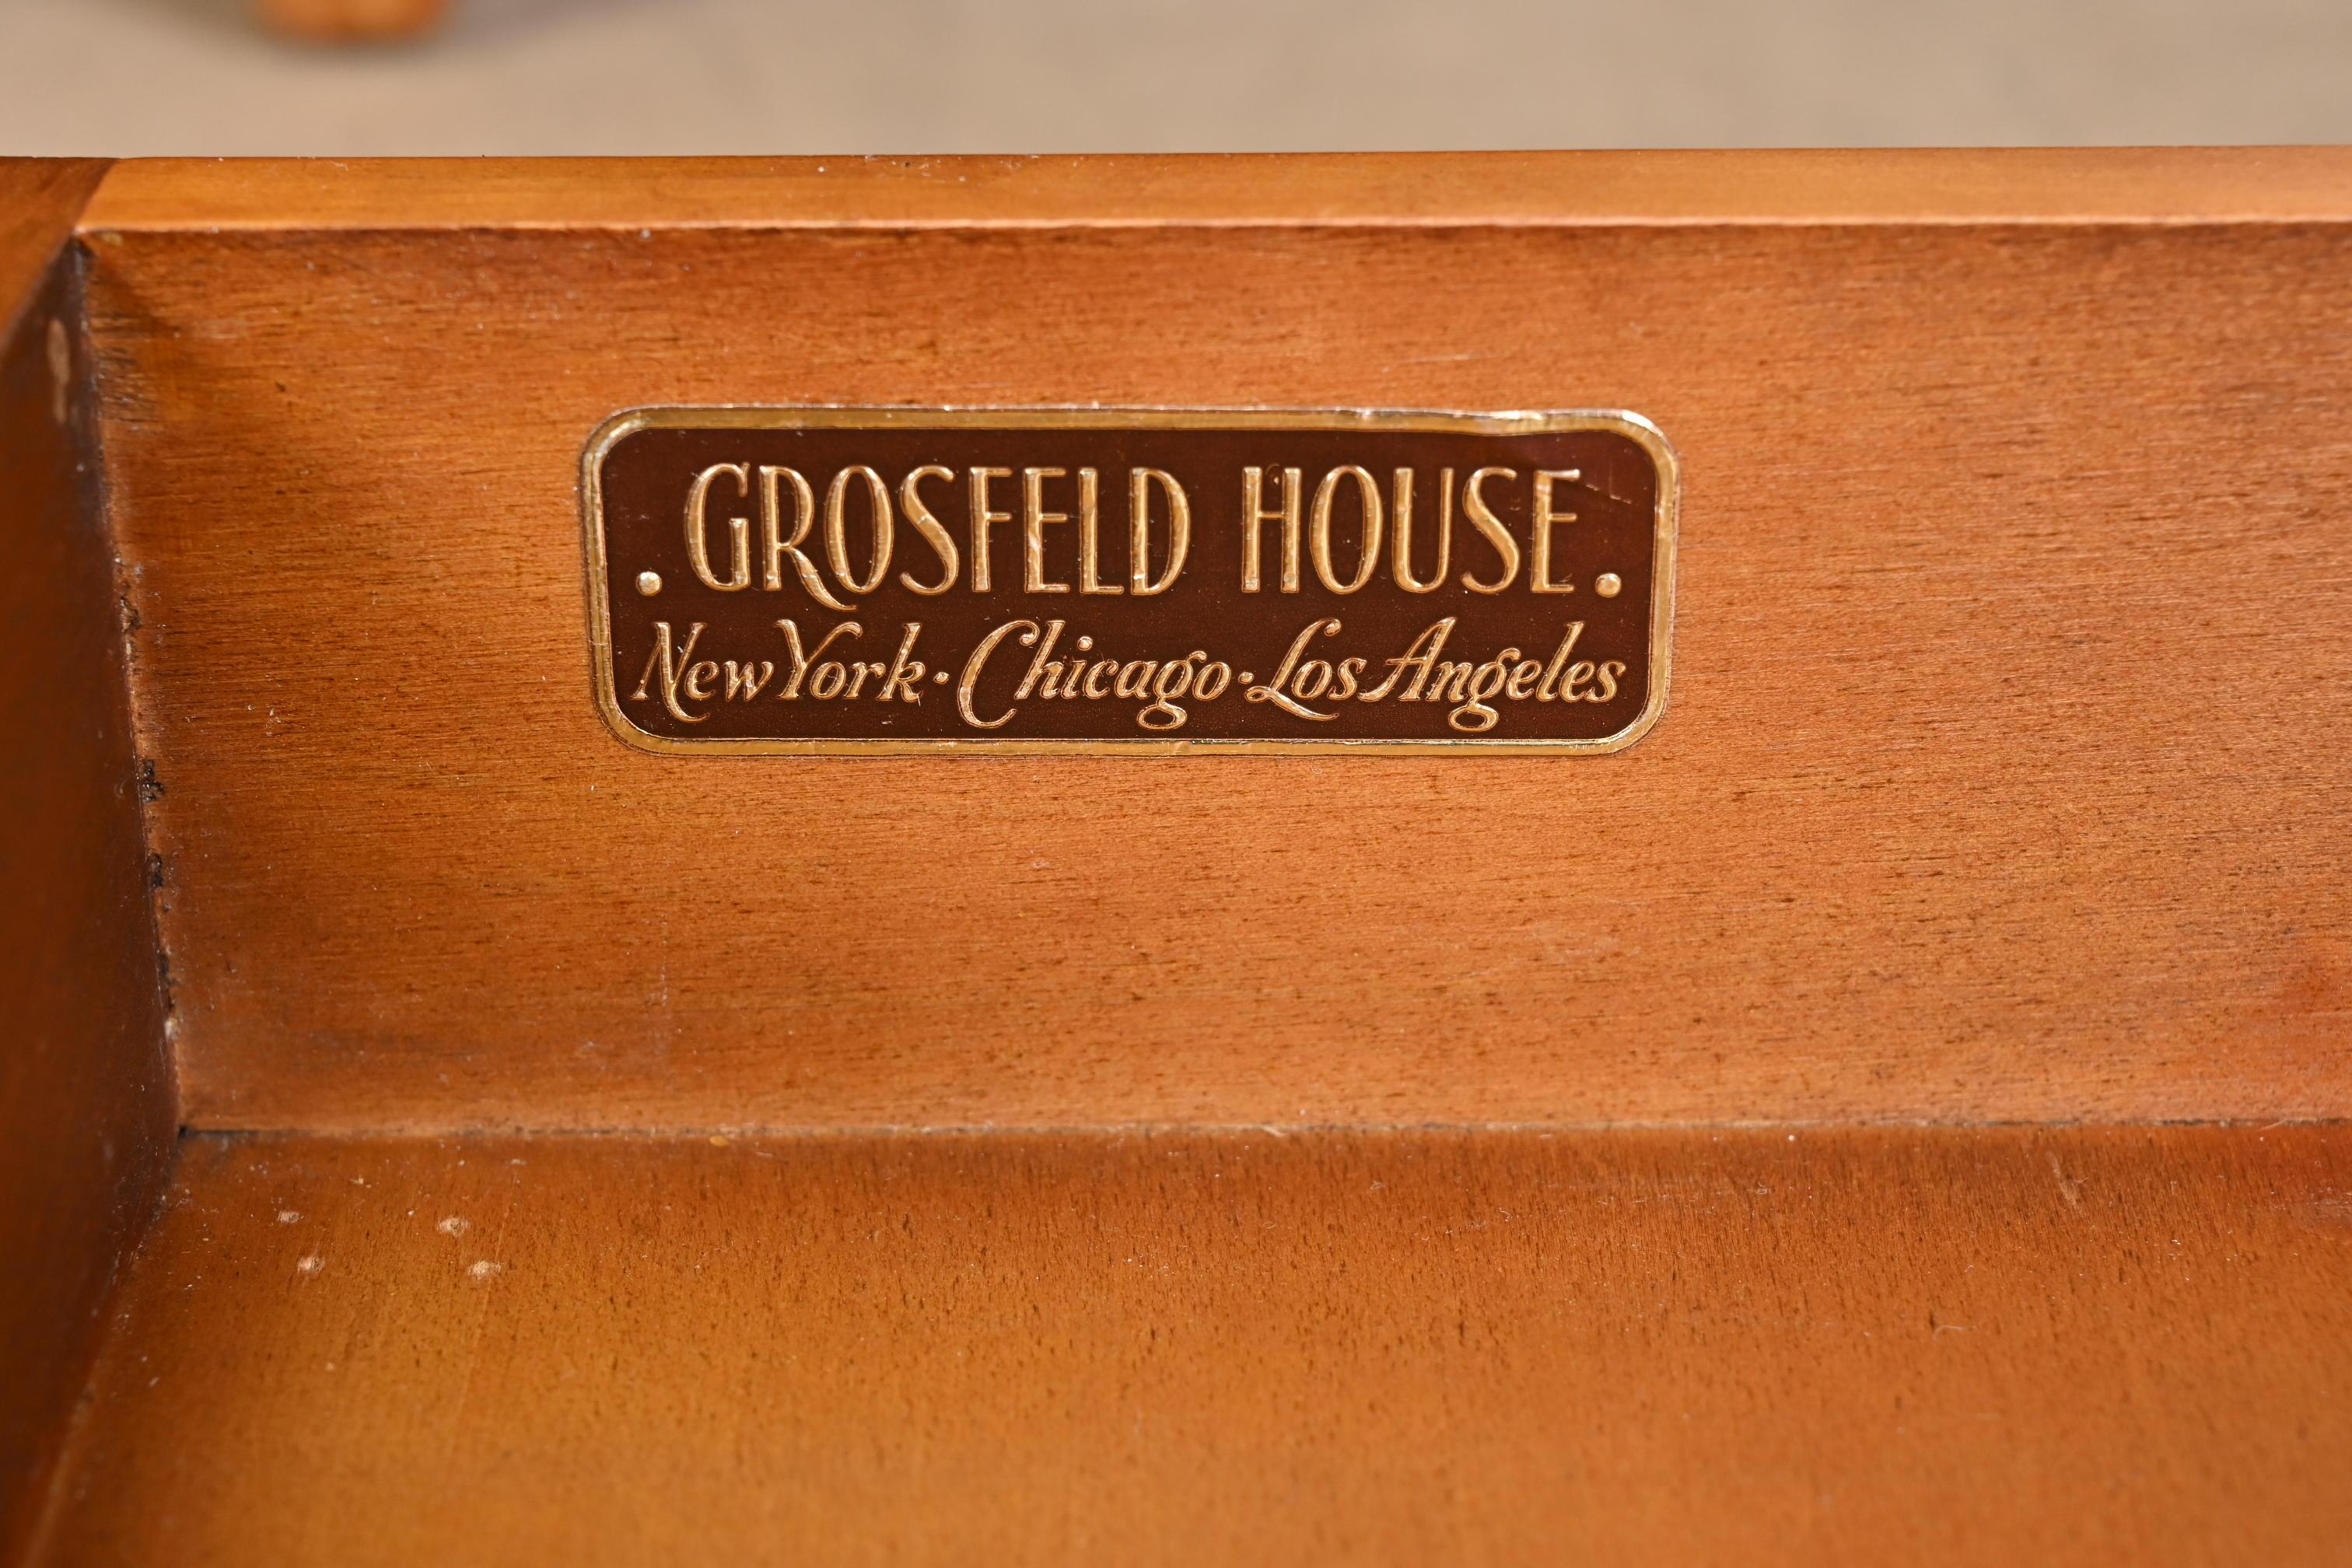 . GROSFELD HOUSE.
New York · Chicago · Los Angeles